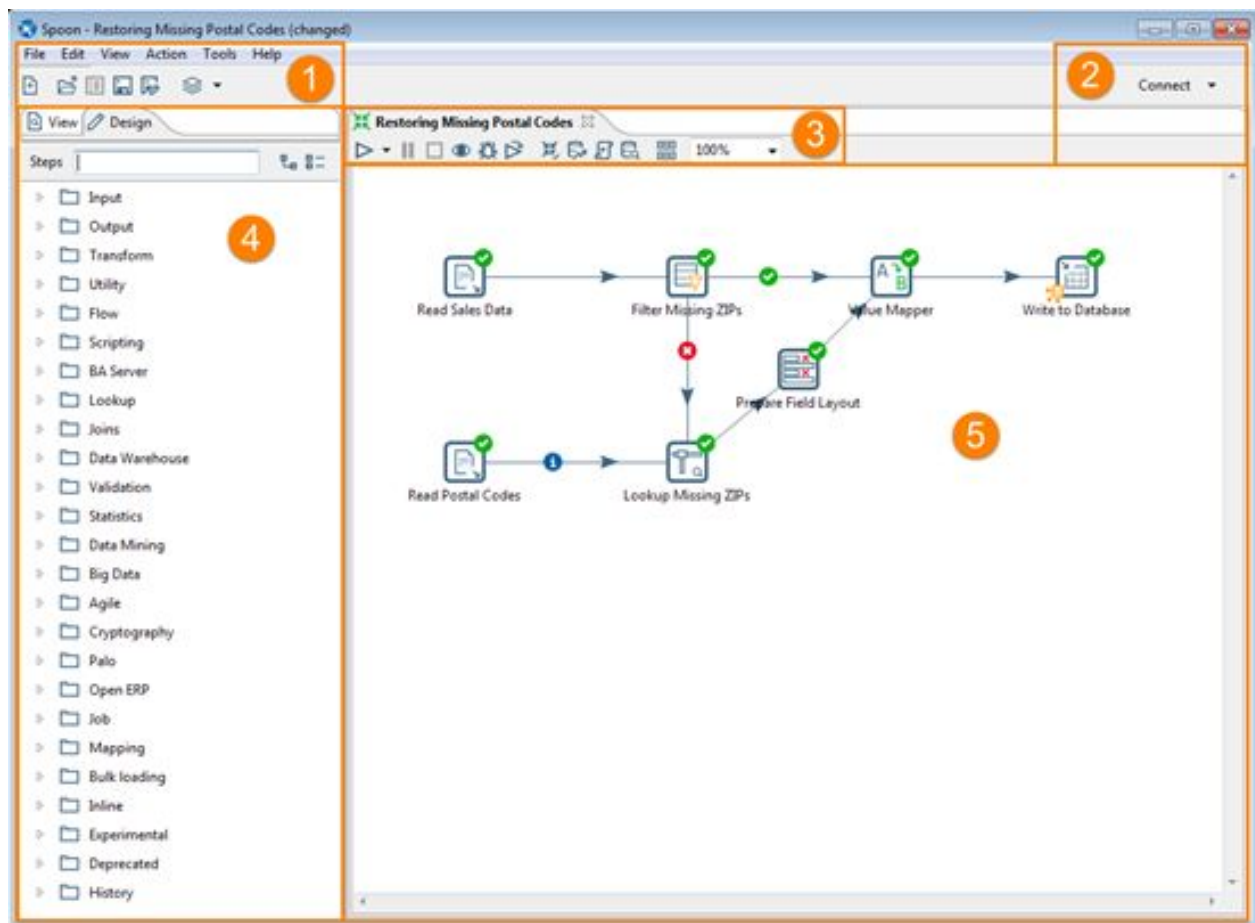 Spoon - Restoring Missing Postal Codes (changed)
File Edit View Action Tools Help
1
2
Connect
View Design
Restoring Missing Postal Codes
3
100%
Steps
4
Input
Output
Transform
Utility
Flow
Scripting
BA Server
Lookup
Joins
Data Warehouse
Validation
Statistics
Data Mining
Big Data
Agile
Cryptography
Palo
Open ERP
Job
Mapping
Bulk loading
Inline
Experimental
Deprecated
History
A B
Read Sales Data
Filter Missing ZIPs
Value Mapper
Write to Database
Prepare Field Layout
5
Read Postal Codes
Lookup Missing ZIPs